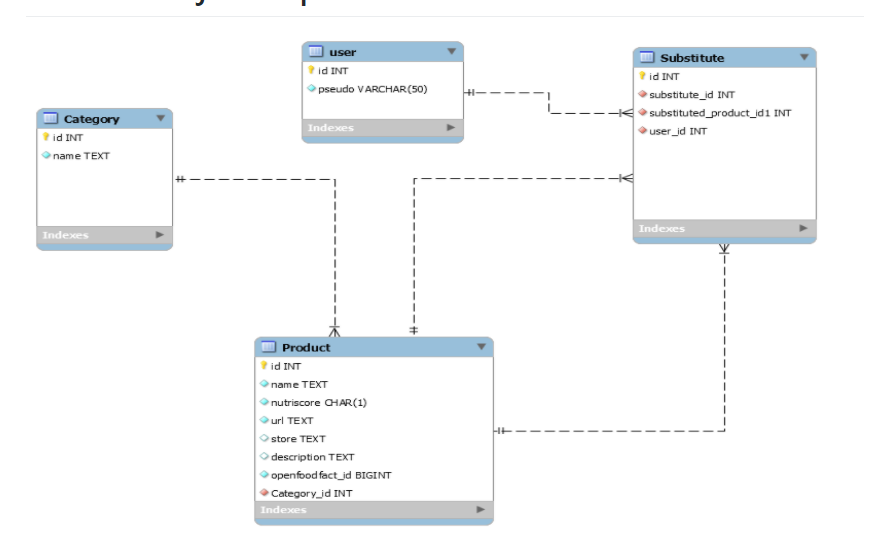 user
id INT
pseudo VARCHAR(50)
Indexes
Substitute
id INT
substitute_id INT
substituted_product_id1 INT
user_id INT
Indexes
Category
id INT
name TEXT
Indexes
Product
id INT
name TEXT
nutriscore CHAR(1)
url TEXT
store TEXT
description TEXT
openfoodfact_id BIGINT
Category_id INT
Indexes